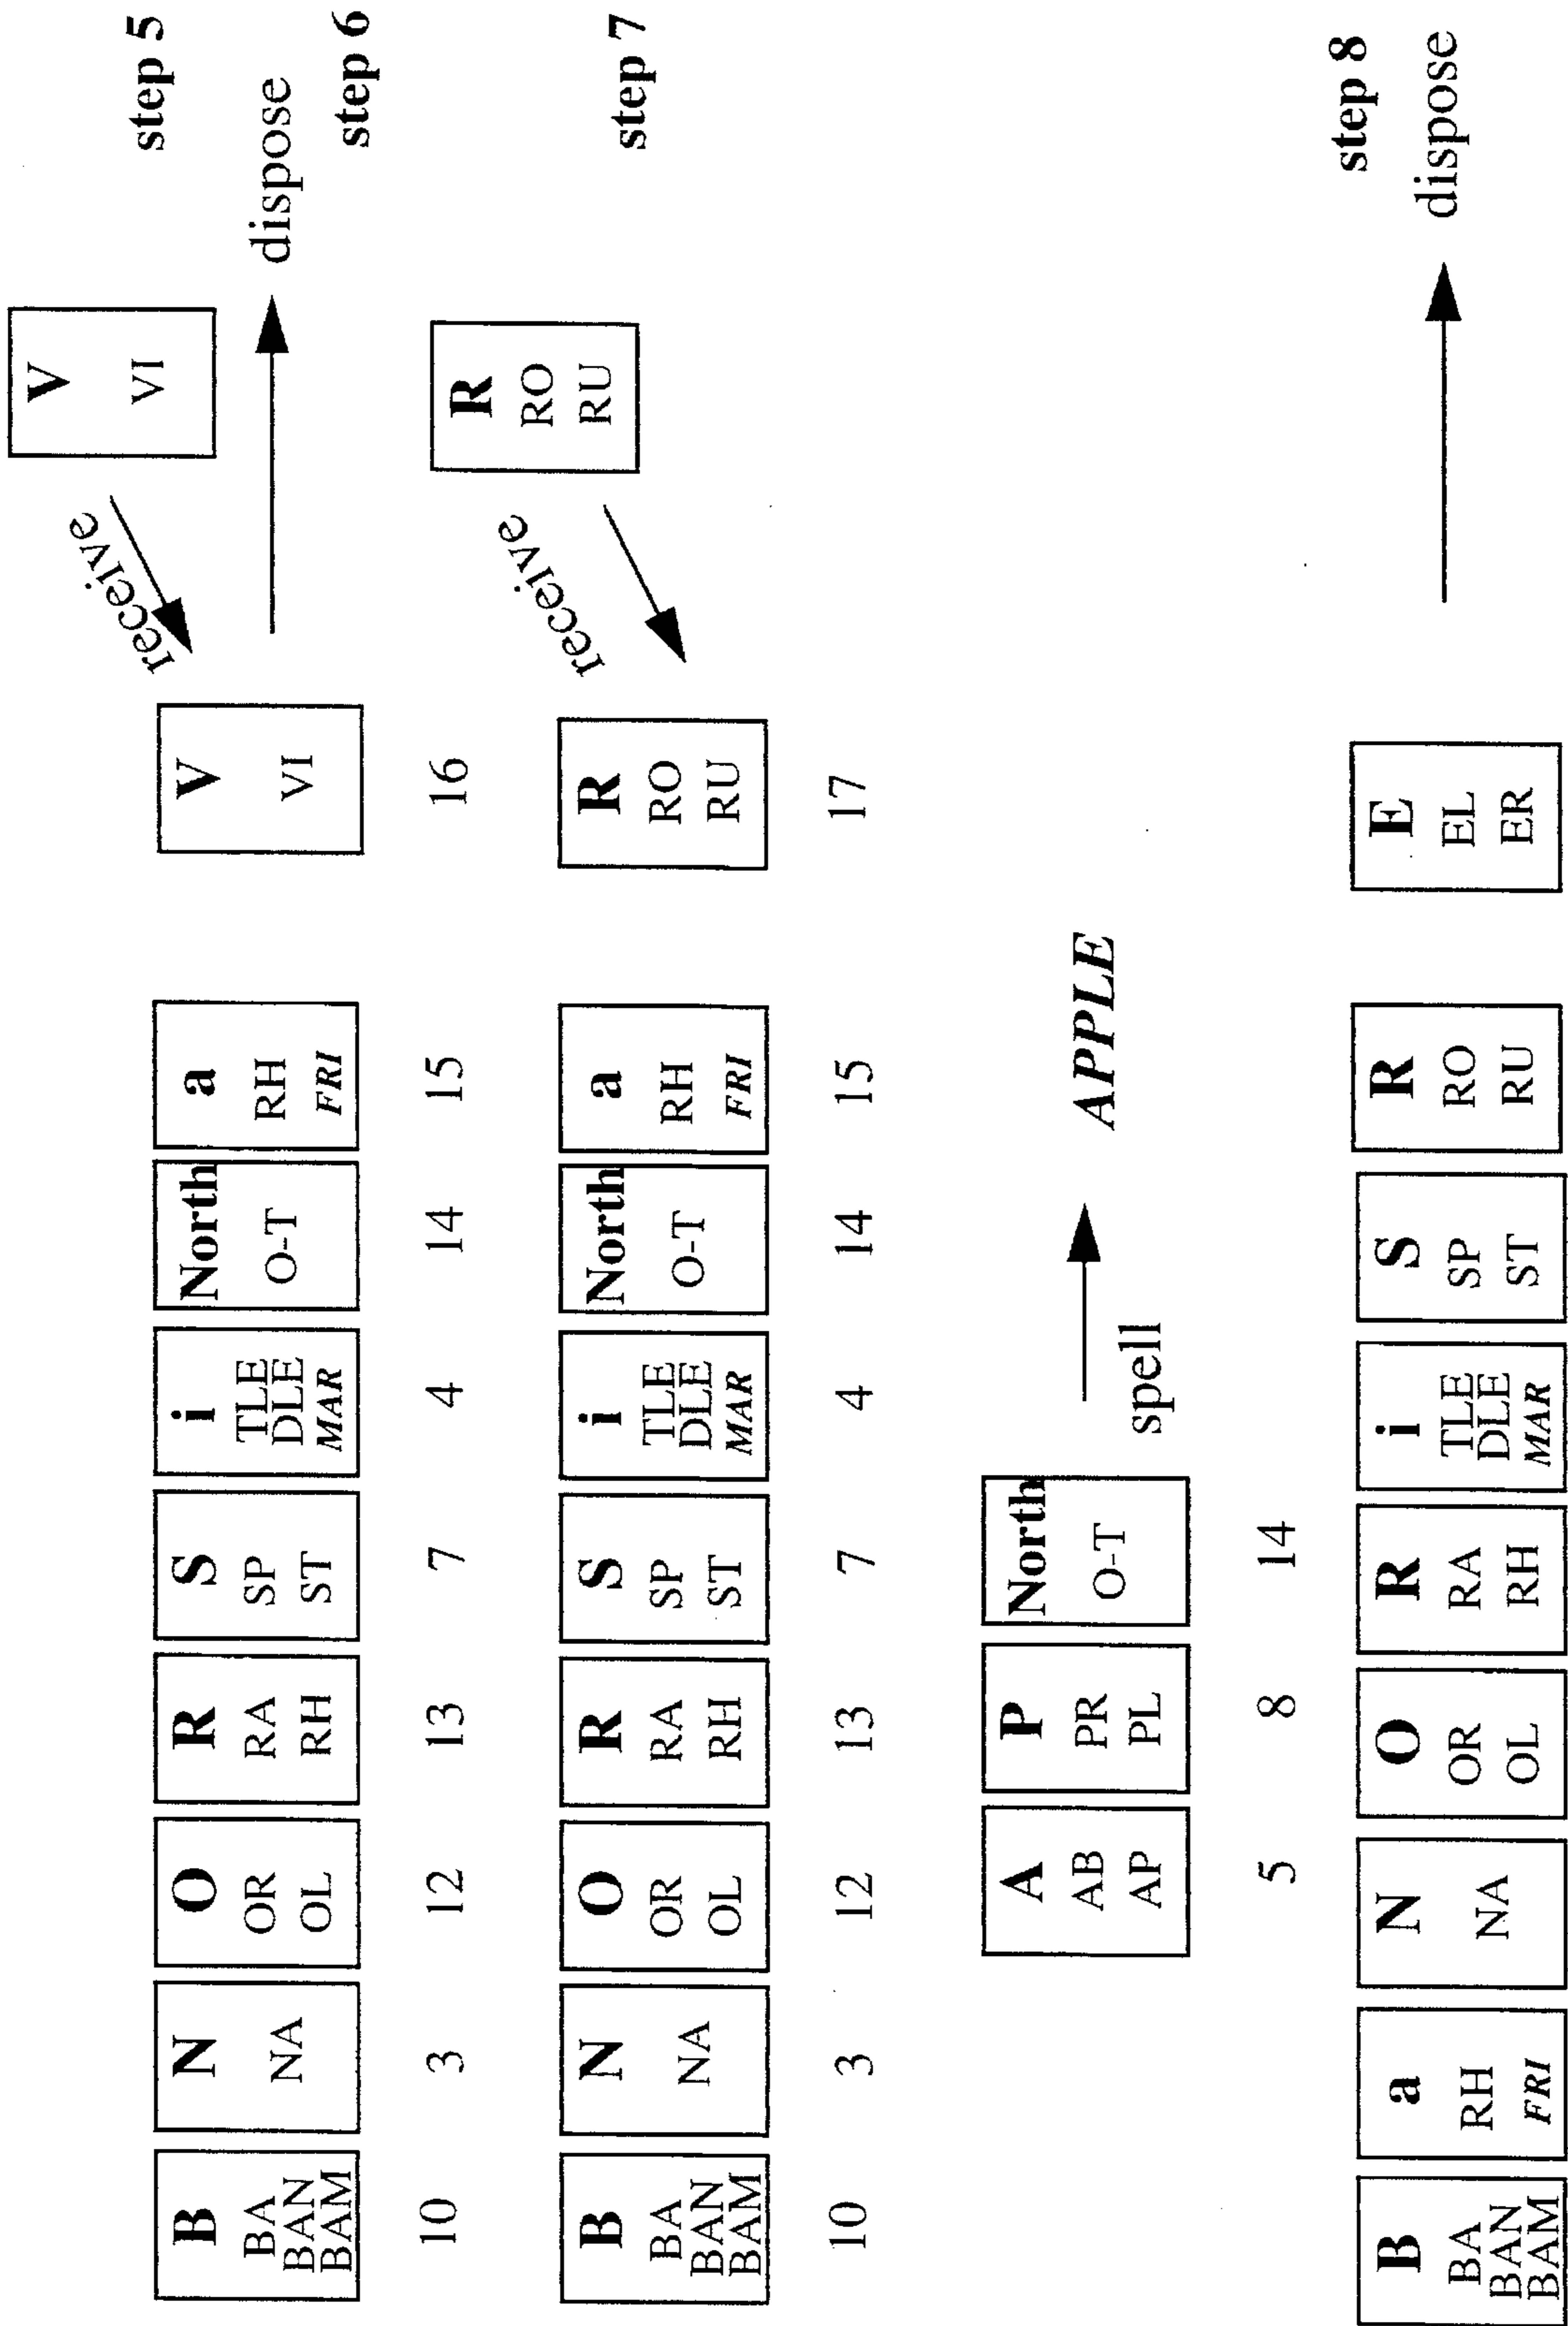 V
VI
receive
step 5
B
BA
BAN
BAM
10
N
NA
3
O
OR
OL
12
R
RA
RH
13
S
SP
ST
7
i
TLE
DLE
MAR
4
North
O-T
14
a
RH
FRI
15
V
VI
16
dispose
step 6
R
RO
RU
receive
step 7
B
BA
BAN
BAM
10
N
NA
3
O
OR
OL
12
R
RA
RH
13
S
SP
ST
7
i
TLE
DLE
MAR
4
North
O-T
14
a
RH
FRI
15
R
RO
RU
17
A
AB
AP
5
P
PR
PL
8
North
O-T
14
spell
APPLE
step 8
B
BA
BAN
BAM
a
RH
FRI
N
NA
O
OR
OL
R
RA
RH
i
TLE
DLE
MAR
S
SP
ST
R
RO
RU
E
EL
ER
dispose